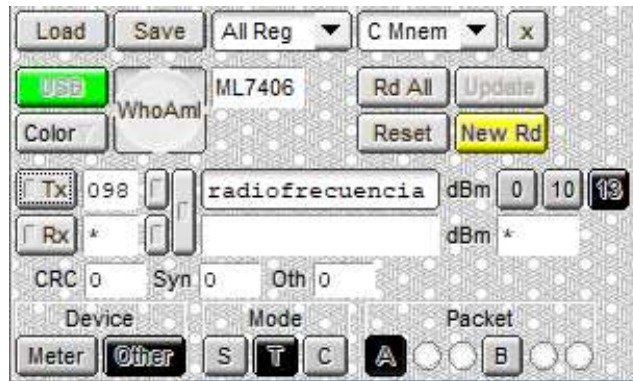 Load Save All Reg C Mnem x
USB WhoAmI ML7406 Rd All Update
Color Reset New Rd
Tx 098 radiofrecuencia dBm 0 10 13
Rx * dBm *
CRC 0 Syn 0 Oth 0
Device Mode Packet
Meter Other S T C A B